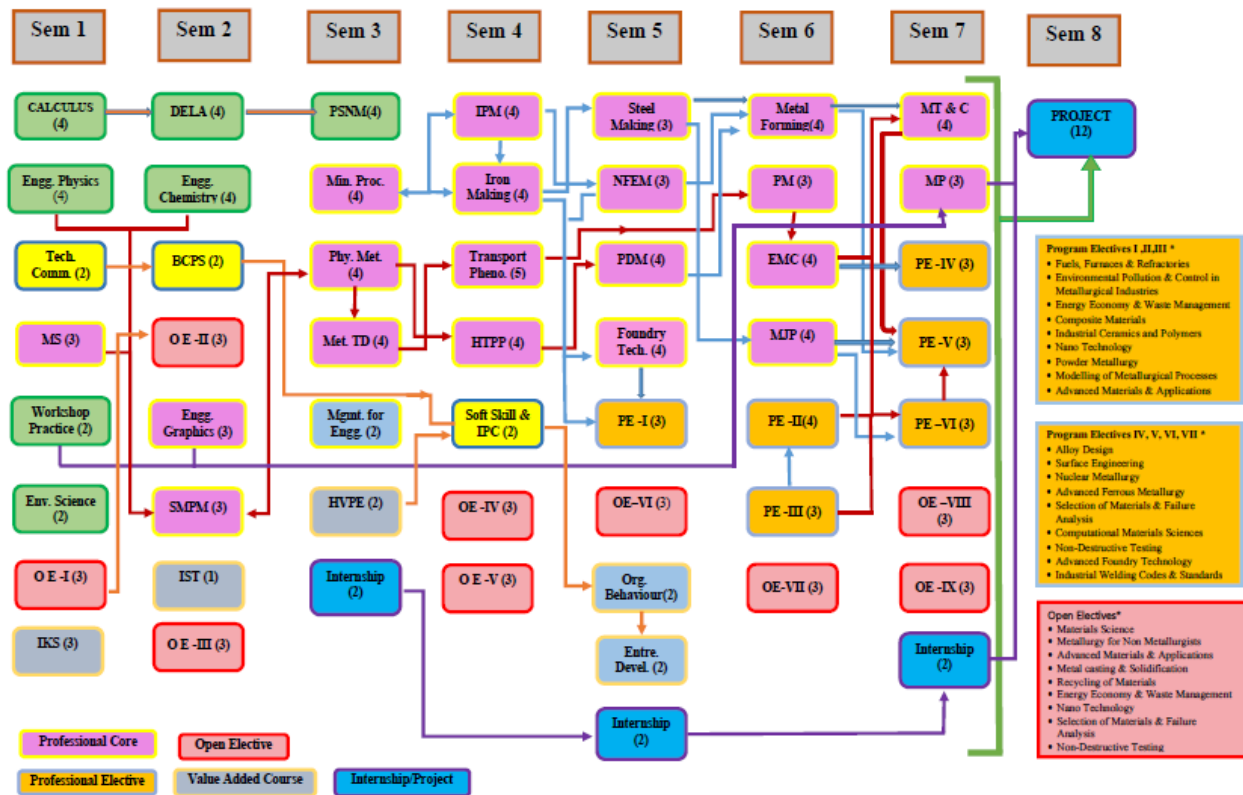 Sem 1
Sem 2
Sem 3
Sem 4
Sem 5
Sem 6
Sem 7
Sem 8
CALCULUS
(4)
DELA (4)
PSNM(4)
IPM (4)
Steel
Making (3)
Metal
Forming(4)
MT & C
(4)
PROJECT
(12)
Engg. Physics
(4)
Engg.
Chemistry (4)
Min. Proc.
(4)
Iron
Making (4)
NFEM (3)
PM (3)
MP (3)
Tech.
Comm. (2)
BCPS (2)
Phy. Met.
(4)
Transport
Pheno. (5)
PDM (4)
EMC (4)
PE -IV (3)
MS (3)
O E -II (3)
Met. TD (4)
HTPP (4)
Foundry
Tech. (4)
MJP (4)
PE -V (3)
Workshop
Practice (2)
Engg.
Graphics (3)
Mgmt. for
Engg. (2)
Soft Skill &
IPC (2)
PE -I (3)
PE -II(4)
PE –VI (3)
Env. Science
(2)
SMPM (3)
HVPE (2)
OE -IV (3)
OE–VI (3)
PE -III (3)
OE –VIII
(3)
O E -I (3)
IST (1)
Internship
(2)
O E -V (3)
Org.
Behaviour(2)
OE-VII (3)
OE -IX (3)
IKS (3)
O E -III (3)
Entre.
Devel. (2)
Internship
(2)
Internship
(2)
Program Electives I ,II,III *
▪ Fuels, Furnaces & Refractories
▪ Environmental Pollution & Control in
Metallurgical Industries
▪ Energy Economy & Waste Management
▪ Composite Materials
▪ Industrial Ceramics and Polymers
▪ Nano Technology
▪ Powder Metallurgy
▪ Modelling of Metallurgical Processes
▪ Advanced Materials & Applications
Program Electives IV, V, VI, VII *
▪ Alloy Design
▪ Surface Engineering
▪ Nuclear Metallurgy
▪ Advanced Ferrous Metallurgy
▪ Selection of Materials & Failure
Analysis
▪ Computational Materials Sciences
▪ Non-Destructive Testing
▪ Advanced Foundry Technology
▪ Industrial Welding Codes & Standards
Open Electives*
▪ Materials Science
▪ Metallurgy for Non Metallurgists
▪ Advanced Materials & Applications
▪ Metal casting & Solidification
▪ Recycling of Materials
▪ Energy Economy & Waste Management
▪ Nano Technology
▪ Selection of Materials & Failure
Analysis
▪ Non-Destructive Testing
Professional Core
Open Elective
Professional Elective
Value Added Course
Internship/Project